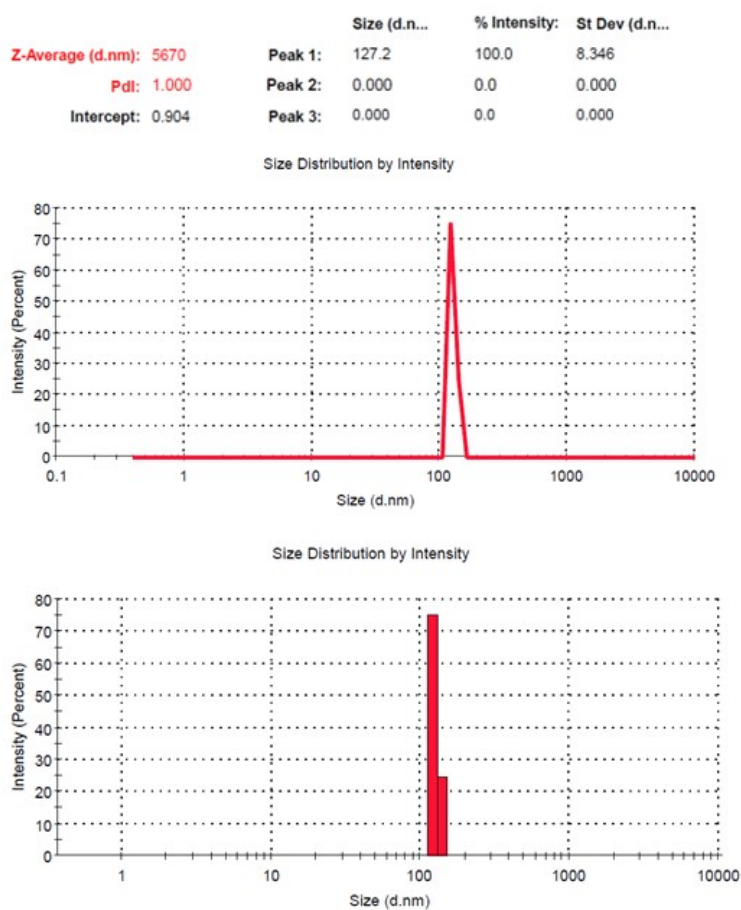 Size (d.n... % Intensity: St Dev (d.n...
Z-Average (d.nm): 5670 Peak 1: 127.2 100.0 8.346
PdI: 1.000 Peak 2: 0.000 0.0 0.000
Intercept: 0.904 Peak 3: 0.000 0.0 0.000
Size Distribution by Intensity
Intensity (Percent)
80
70
60
50
40
30
20
10
0
0.1 1 10 100 1000 10000
Size (d.nm)
Size Distribution by Intensity
Intensity (Percent)
80
70
60
50
40
30
20
10
0
1 10 100 1000 10000
Size (d.nm)